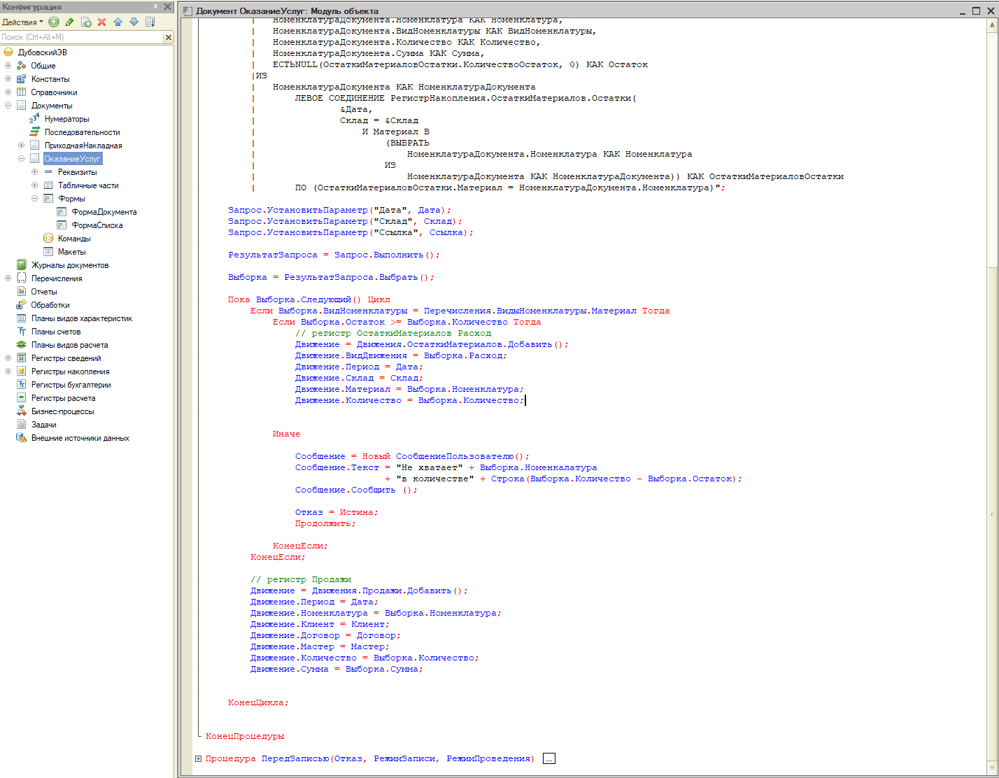 Конфигурация
Действия
Поиск (Ctrl+Alt+M)
ДубовскийЭВ
Общие
Константы
Справочники
Документы
Нумераторы
Последовательности
ПриходнаяНакладная
ОказаниеУслуг
Реквизиты
Табличные части
Формы
ФормаДокумента
ФормаСписка
Команды
Макеты
Журналы документов
Перечисления
Отчеты
Обработки
Планы видов характеристик
Планы счетов
Планы видов расчета
Регистры сведений
Регистры накопления
Регистры бухгалтерии
Регистры расчета
Бизнес-процессы
Задачи
Внешние источники данных
Документ ОказаниеУслуг: Модуль объекта
| НоменклатураДокумента.Номенклатура КАК Номенклатура,
| НоменклатураДокумента.ВидНоменклатуры КАК ВидНоменклатуры,
| НоменклатураДокумента.Количество КАК Количество,
| НоменклатураДокумента.Сумма КАК Сумма,
| ЕСТЬNULL(ОстаткиМатериаловОстатки.КоличествоОстаток, 0) КАК Остаток
|ИЗ
| НоменклатураДокумента КАК НоменклатураДокумента
| ЛЕВОЕ СОЕДИНЕНИЕ РегистрНакопления.ОстаткиМатериалов.Остатки(
| &Дата,
| Склад = &Склад
| И Материал В
| (ВЫБРАТЬ
| НоменклатураДокумента.Номенклатура КАК Номенклатура
| ИЗ
| НоменклатураДокумента КАК НоменклатураДокумента)) КАК ОстаткиМатериаловОстатки
| ПО (ОстаткиМатериаловОстатки.Материал = НоменклатураДокумента.Номенклатура)";
Запрос.УстановитьПараметр("Дата", Дата);
Запрос.УстановитьПараметр("Склад", Склад);
Запрос.УстановитьПараметр("Ссылка", Ссылка);
РезультатЗапроса = Запрос.Выполнить();
Выборка = РезультатЗапроса.Выбрать();
Пока Выборка.Следующий() Цикл
Если Выборка.ВидНоменклатуры = Перечисления.ВидыНоменклатуры.Материал Тогда
Если Выборка.Остаток >= Выборка.Количество Тогда
// регистр ОстаткиМатериалов Расход
Движение = Движения.ОстаткиМатериалов.Добавить();
Движение.ВидДвижения = Выборка.Расход;
Движение.Период = Дата;
Движение.Склад = Склад;
Движение.Материал = Выборка.Номенклатура;
Движение.Количество = Выборка.Количество;
Иначе
Сообщение = Новый СообщениеПользователю();
Сообщение.Текст = "Не хватает" + Выборка.Номенкалатура
+ "в количестве" + Строка(Выборка.Количество - Выборка.Остаток);
Сообщение.Сообщить ();
Отказ = Истина;
Продолжить;
КонецЕсли;
КонецЕсли;
// регистр Продажи
Движение = Движения.Продажи.Добавить();
Движение.Период = Дата;
Движение.Номенклатура = Выборка.Номенклатура;
Движение.Клиент = Клиент;
Движение.Договор = Договор;
Движение.Мастер = Мастер;
Движение.Количество = Выборка.Количество;
Движение.Сумма = Выборка.Сумма;
КонецЦикла;
КонецПроцедуры
Процедура ПередЗаписью(Отказ, РежимЗаписи, РежимПроведения) ...